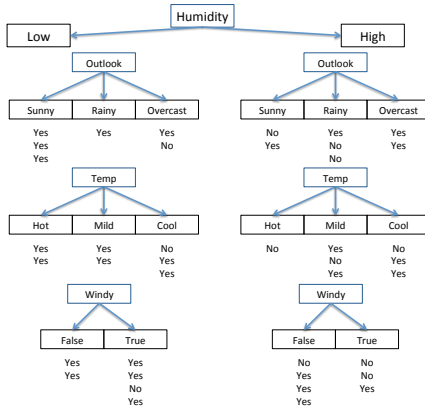 Humidity
Low High
Outlook Outlook
Sunny Rainy Overcast Sunny Rainy Overcast
Yes Yes Yes No Yes Yes
Yes No Yes No Yes
Yes No
Temp Temp
Hot Mild Cool Hot Mild Cool
Yes Yes No No Yes No
Yes Yes Yes No Yes
Yes Yes Yes
Windy Windy
False True False True
Yes Yes No No
Yes Yes Yes No
No Yes Yes
Yes Yes